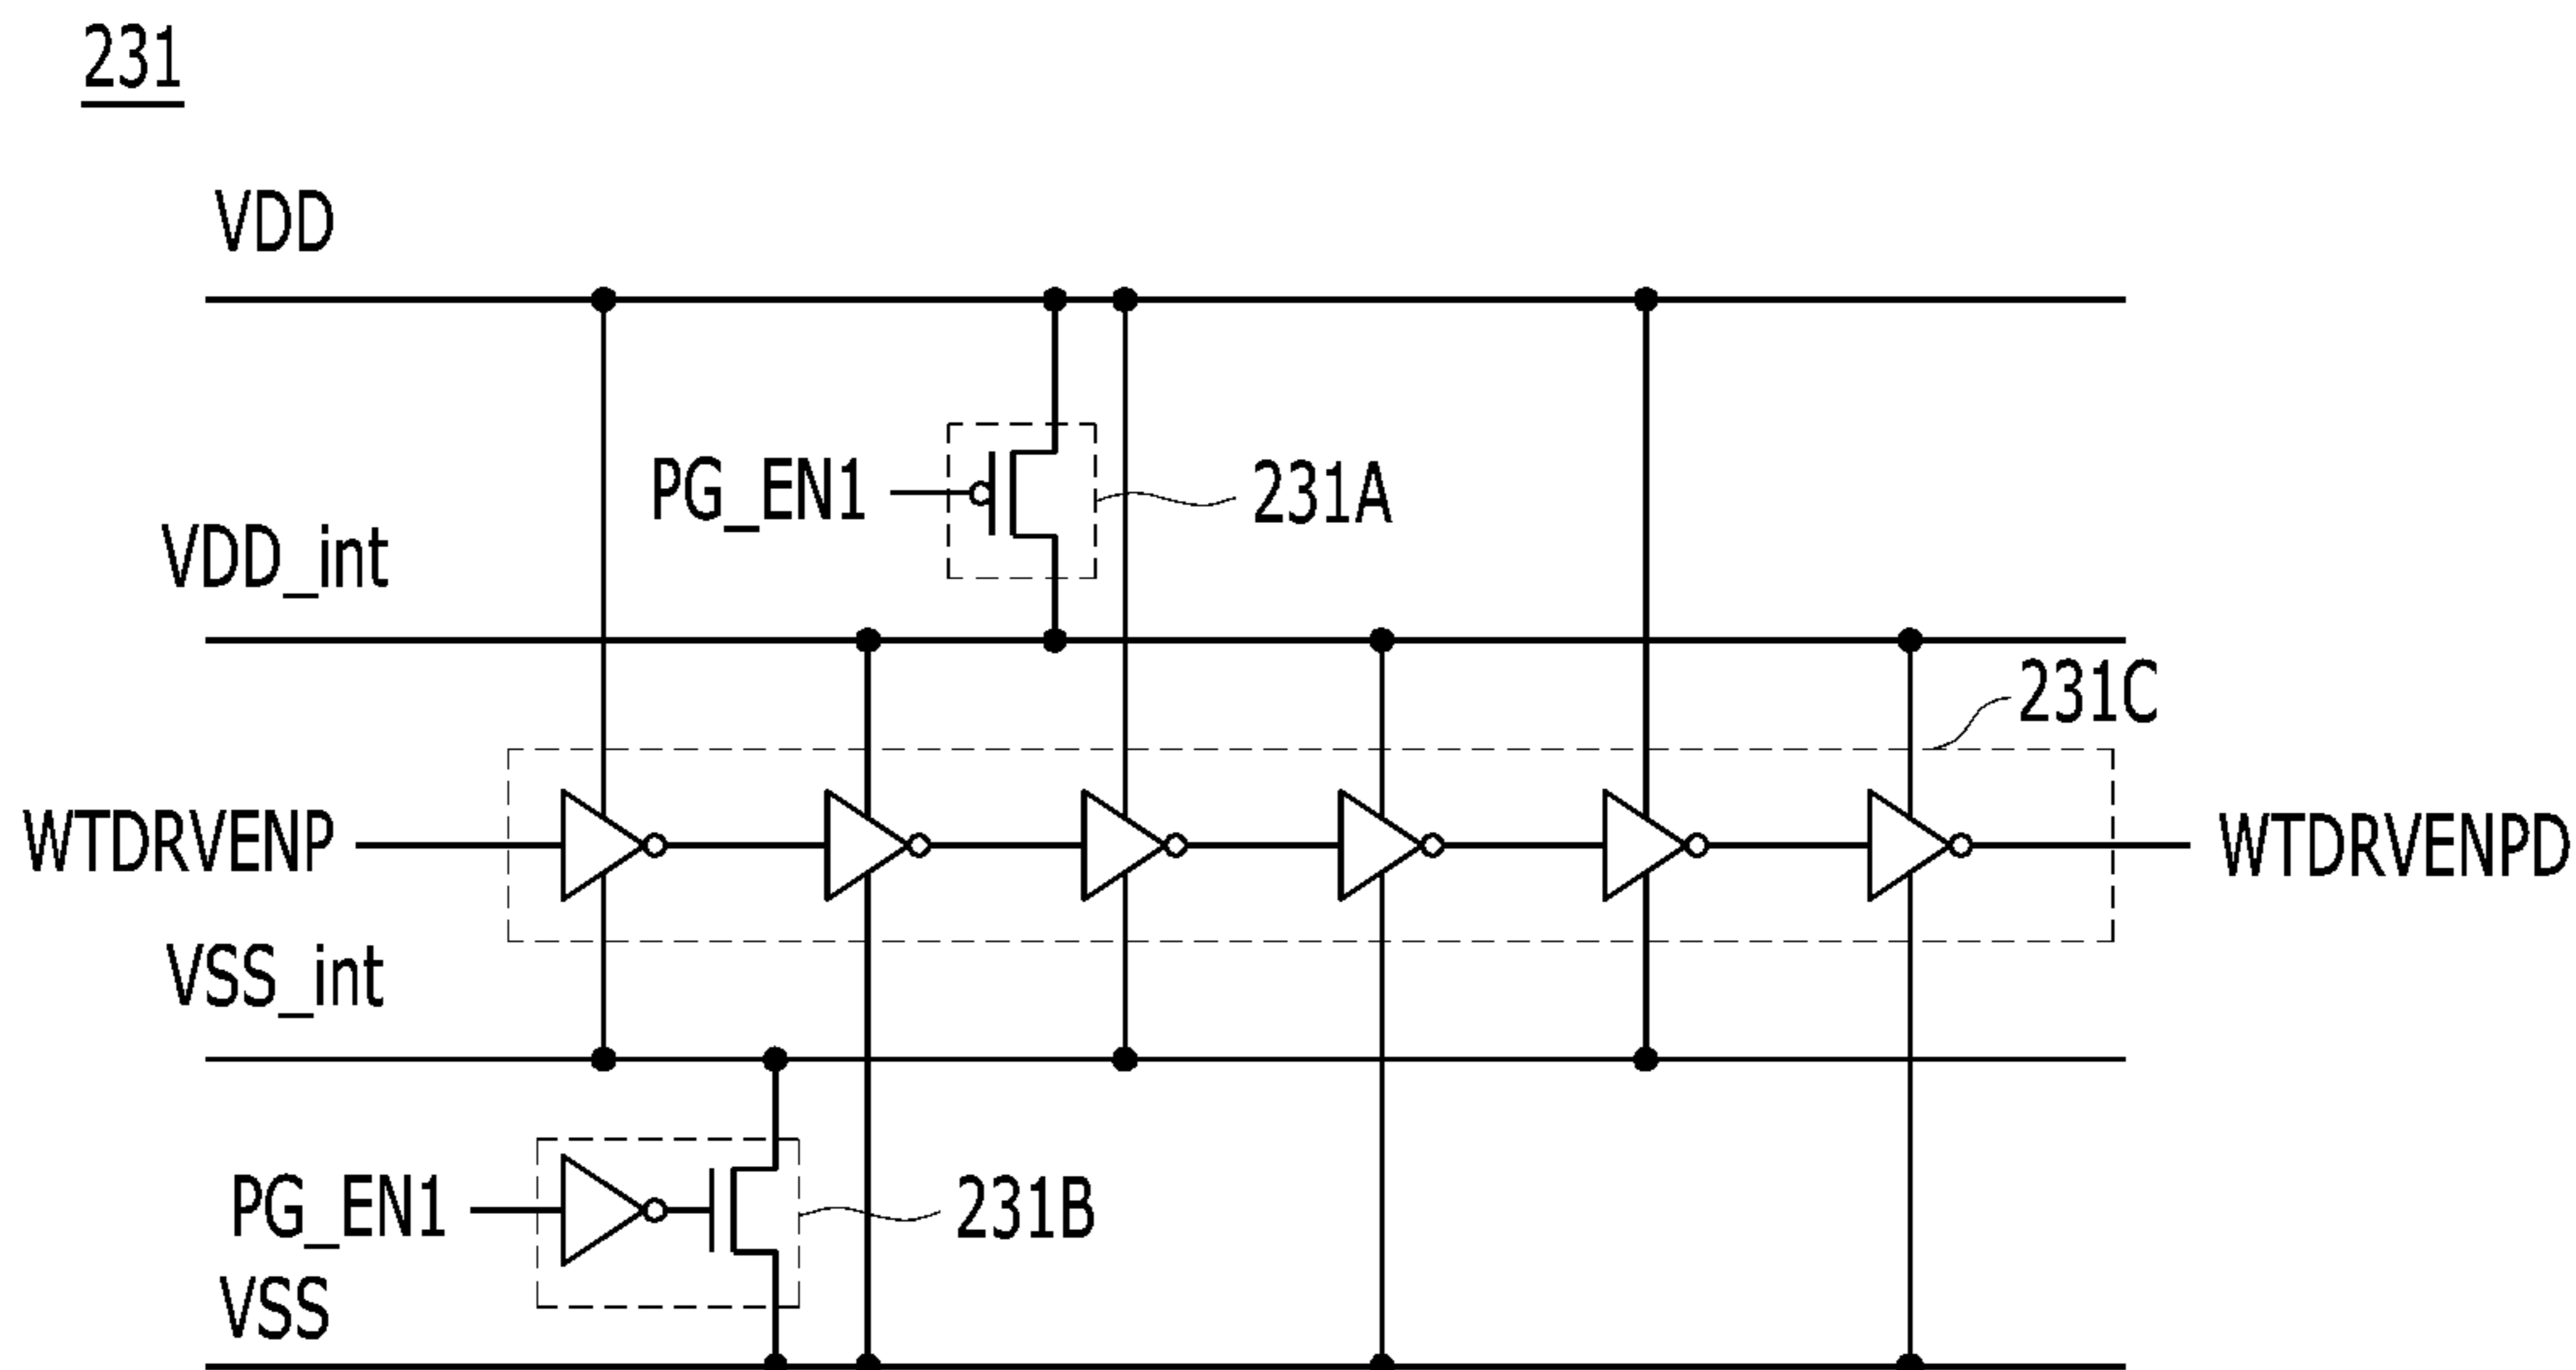 231
VDD
PG_EN1
231A
VDD_int
231C
WTDRVENP
WTDRVENPD
VSS_int
PG_EN1
231B
VSS